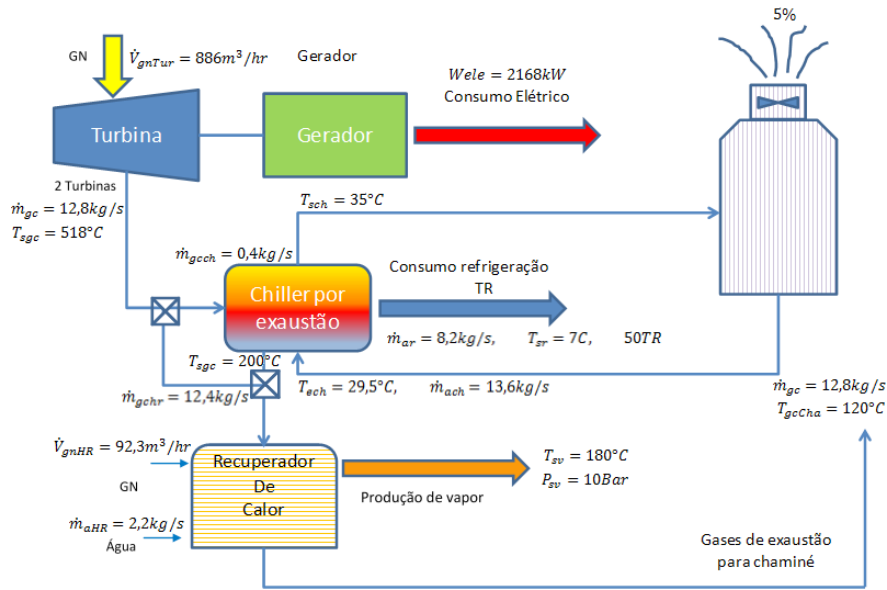 5%
GN
V̇gnTur = 886m³/hr
Gerador
Wele = 2168kW
Consumo Elétrico
Turbina
Gerador
2 Turbinas
ṁgc = 12,8kg/s
Tsgc = 518°C
Tsch = 35°C
ṁgcch = 0,4kg/s
Consumo refrigeração
TR
Chiller por
exaustão
ṁar = 8,2kg/s, Tsr = 7C, 50TR
Tsgc = 200°C
Tech = 29,5°C, ṁach = 13,6kg/s
ṁgchr = 12,4kg/s
ṁgc = 12,8kg/s
TgcCha = 120°C
V̇gnHR = 92,3m³/hr
GN
Recuperador
De
Calor
Tsv = 180°C
Psv = 10Bar
Produção de vapor
ṁaHR = 2,2kg/s
Água
Gases de exaustão
para chaminé